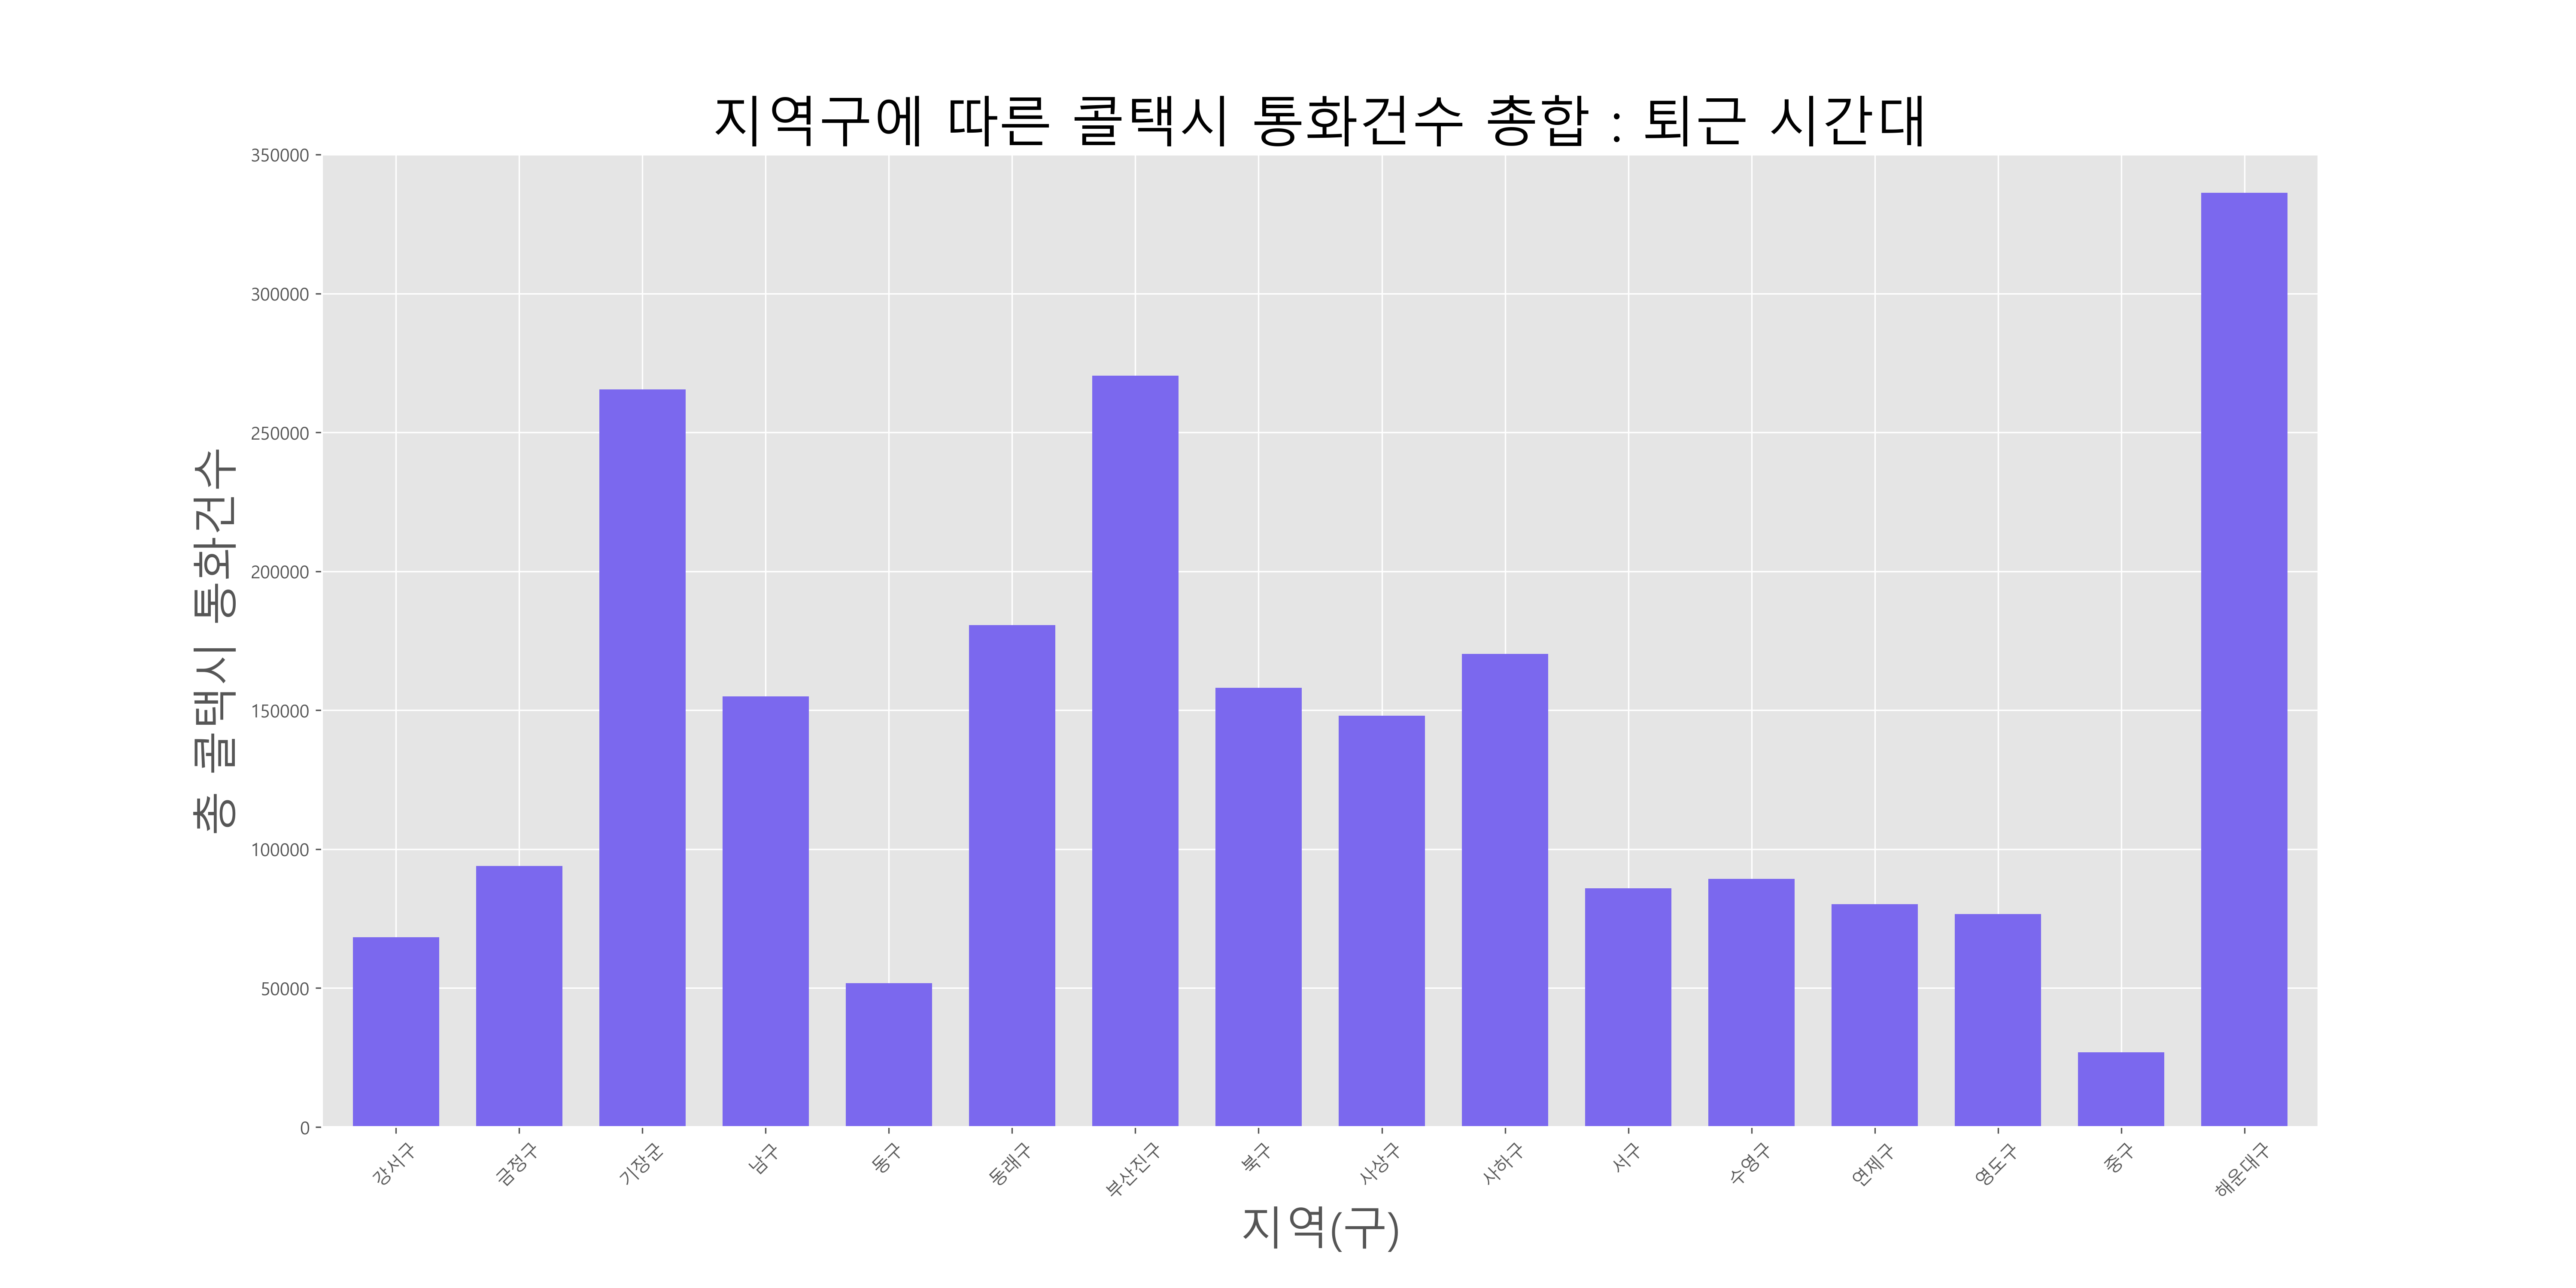 지역구에 따른 콜택시 통화건수 총합 : 퇴근 시간대
350000
300000
250000
200000
150000
100000
50000
0
총 콜택시 통화건수
강서구
금정구
기장군
남구
동구
동래구
부산진구
북구
사상구
사하구
서구
수영구
연제구
영도구
중구
해운대구
지역(구)